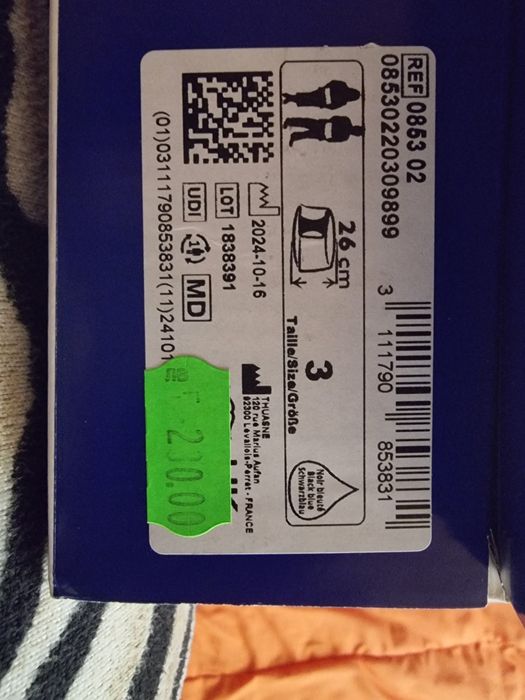 REF 0853 02
08530220309899
3 111790 853831
26 cm
3
Taille/Size/Größe
Noir bleuté
Black blue
Schwarzblau
2024-10-16
LOT 1838391
UDI MD
THUASNE
120 rue Marius Aufan
92300 Levallois-Perret - FRANCE
(01)03111790853831(11)24101
230.00